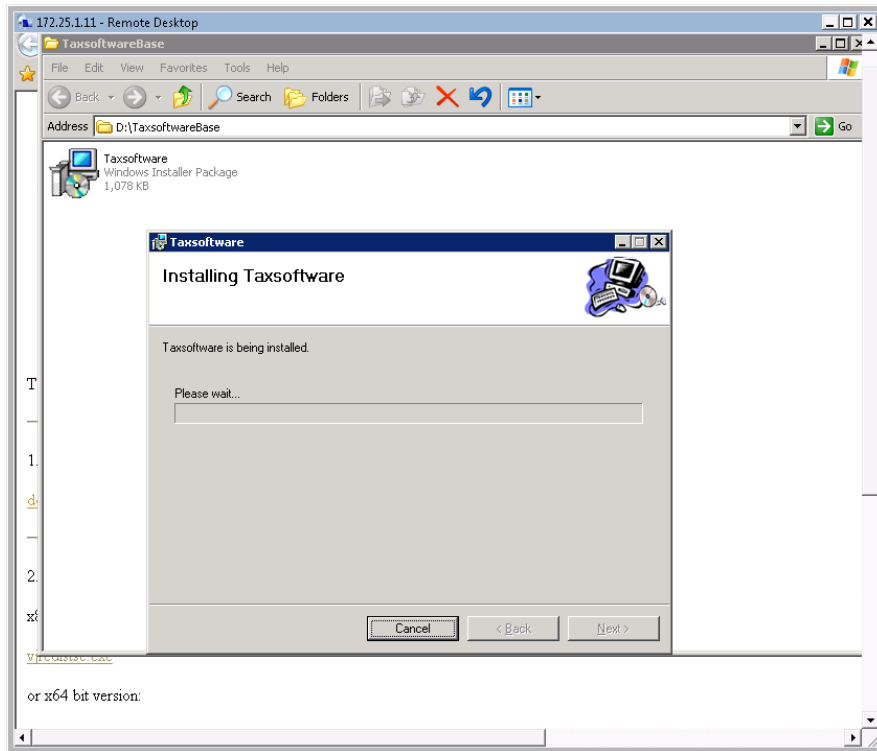 172.25.1.11 - Remote Desktop
TaxsoftwareBase
File Edit View Favorites Tools Help
Back Search Folders
Address D:\TaxsoftwareBase Go
Taxsoftware
Windows Installer Package
1,078 KB
Taxsoftware
Installing Taxsoftware
Taxsoftware is being installed.
Please wait...
Cancel < Back Next >
T
1.
2.
or x64 bit version: